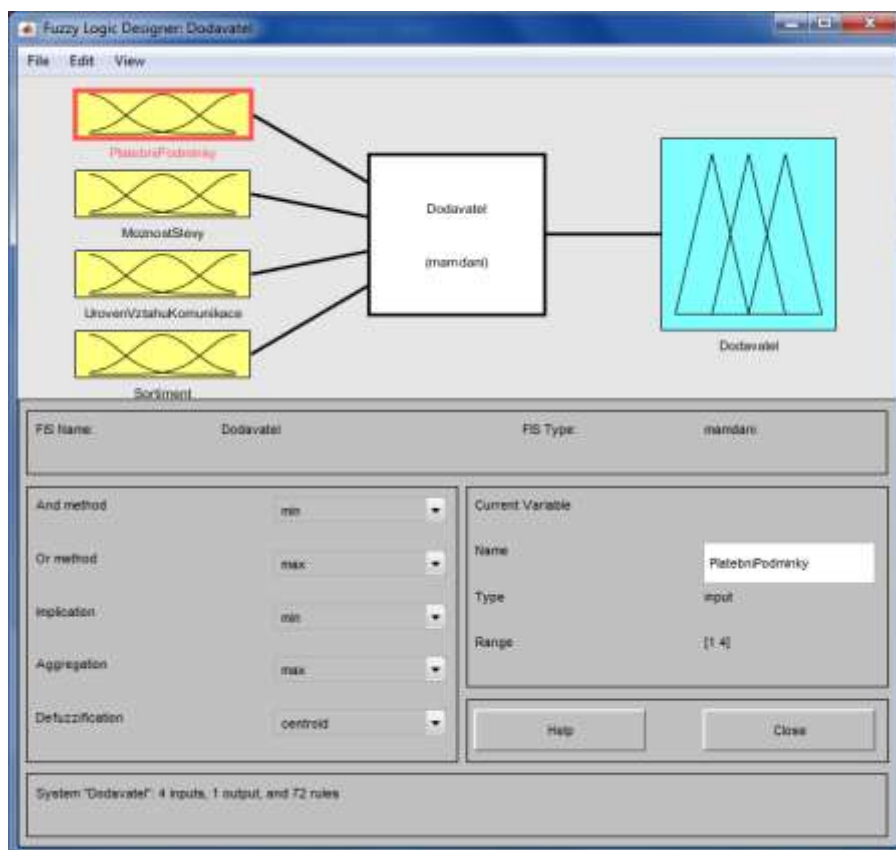 Fuzzy Logic Designer: Dodavatel
File Edit View
PlatebniPodminky
MoznostSlevy
UrovenVztahuKomunikace
Sortiment
Dodavatel
(mamdani)
Dodavatel
FIS Name: Dodavatel FIS Type: mamdani
And method min
Or method max
Implication min
Aggregation max
Defuzzification centroid
Current Variable
Name PlatebniPodminky
Type input
Range [1 4]
Help Close
System "Dodavatel": 4 inputs, 1 output, and 72 rules